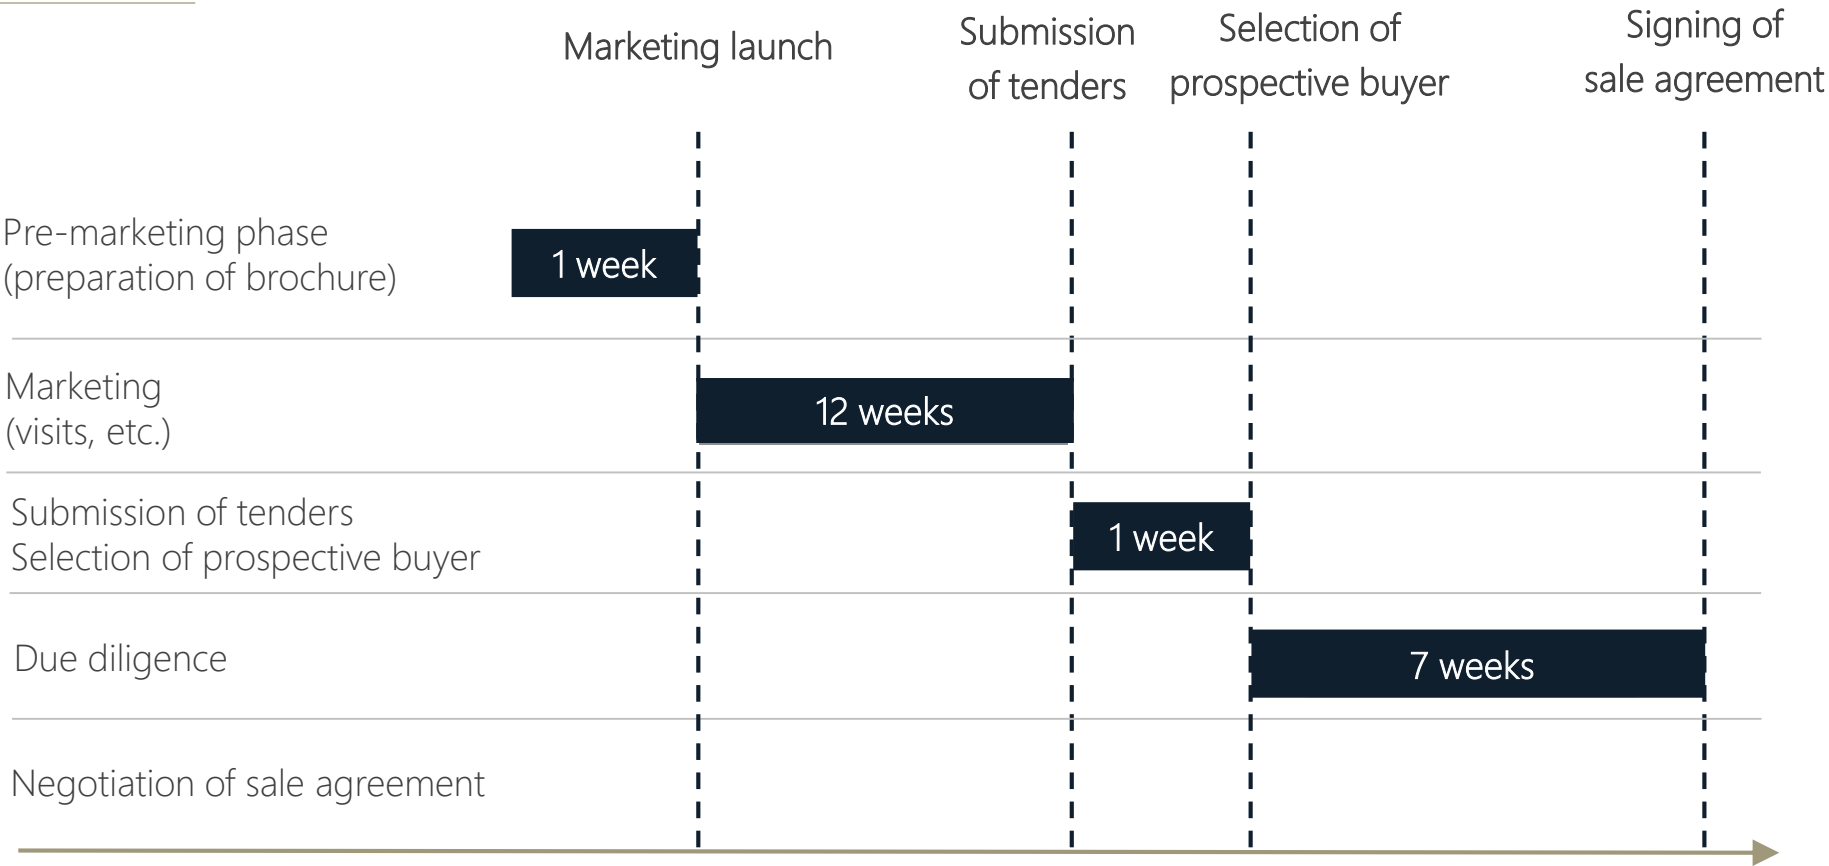 Marketing launch
Submission
of tenders
Selection of
prospective buyer
Signing of
sale agreement
Pre-marketing phase
(preparation of brochure)
1 week
Marketing
(visits, etc.)
12 weeks
Submission of tenders
Selection of prospective buyer
1 week
Due diligence
7 weeks
Negotiation of sale agreement